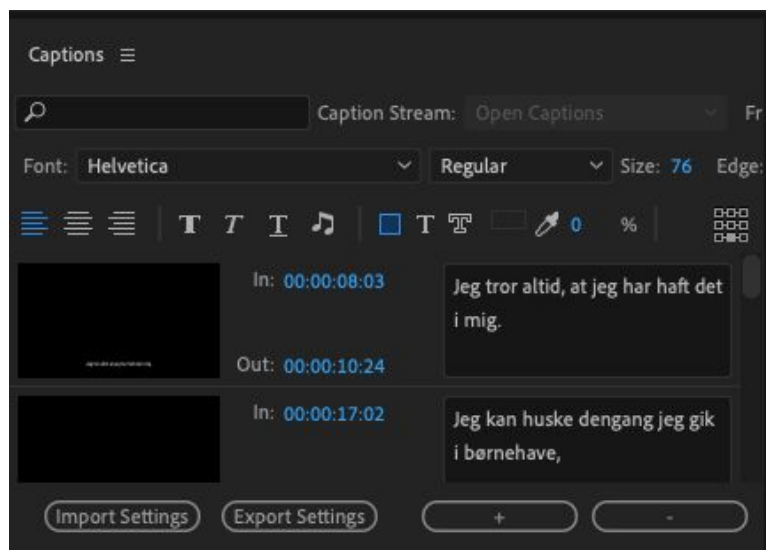 Captions
Caption Stream: Open Captions Fr
Font: Helvetica Regular Size: 76 Edge:
T T T T T 0 %
In: 00:00:08:03
Jeg tror altid, at jeg har haft det
i mig.
Out: 00:00:10:24
In: 00:00:17:02
Jeg kan huske dengang jeg gik
i børnehave,
Import Settings Export Settings + -